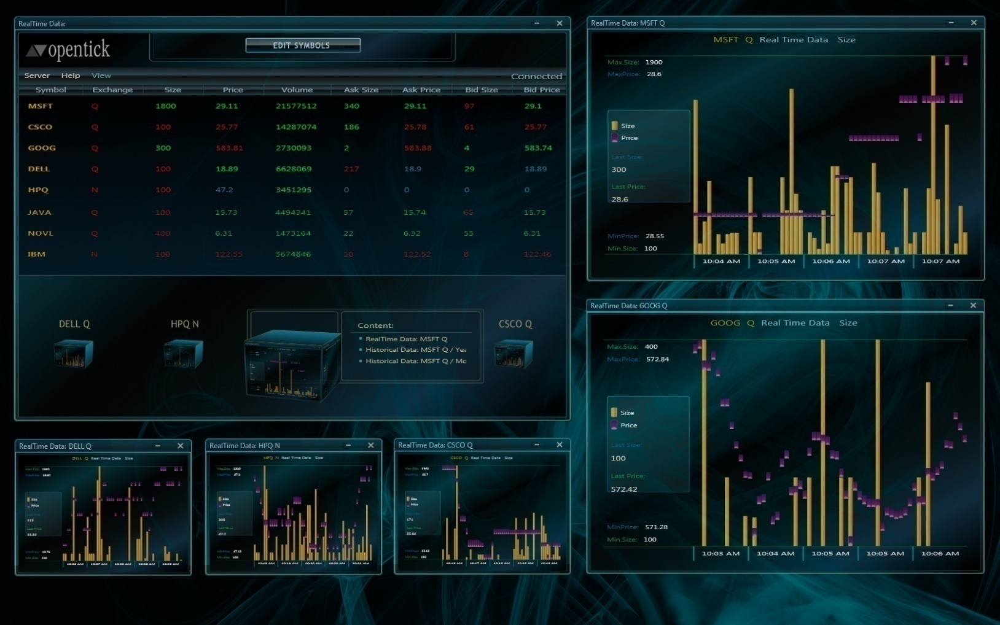 RealTime Data:
opentick
EDIT SYMBOLS
Server Help View
Connected
Symbol Exchange Size Price Volume Ask Size Ask Price Bid Size Bid Price
MSFT Q 1800 29.11 21577512 340 29.11 97 29.1
CSCO Q 100 25.77 14287074 186 25.78 61 25.77
GOOG Q 300 583.81 2730093 2 583.88 4 583.74
DELL Q 100 18.89 6628069 217 18.9 29 18.89
HPQ N 100 47.2 3451295 0 0 0 0
JAVA Q 100 15.73 4494341 57 15.74 65 15.73
NOVL Q 400 6.31 1473164 22 6.32 55 6.31
IBM N 100 122.55 3674846 10 122.52 8 122.46
DELL Q
HPQ N
Content:
RealTime Data: MSFT Q
Historical Data: MSFT Q / Yea
Historical Data: MSFT Q / Mo
CSCO Q
RealTime Data: MSFT Q
MSFT Q Real Time Data Size
Max.Size: 1900
MaxPrice: 28.6
Size
Price
Last Size:
300
Last Price:
28.6
MinPrice: 28.55
Min.Size: 100
10:04 AM 10:05 AM 10:06 AM 10:07 AM 10:07 AM
RealTime Data: GOOG Q
GOOG Q Real Time Data Size
Max.Size: 400
MaxPrice: 572.84
Size
Price
Last Size:
100
Last Price:
572.42
MinPrice: 571.28
Min.Size: 100
10:03 AM 10:04 AM 10:05 AM 10:05 AM 10:06 AM
RealTime Data: DELL Q
DELL Q Real Time Data Size
Size
Price
115
RealTime Data: HPQ N
HPQ N Real Time Data Size
Size
Price
300
47.2
RealTime Data: CSCO Q
CSCO Q Real Time Data Size
Size
Price
171